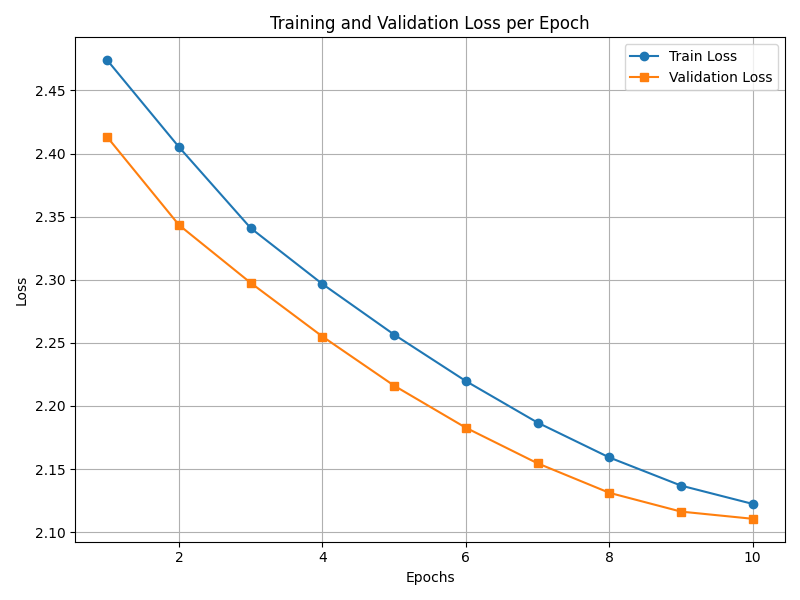 Training and Validation Loss per Epoch
Train Loss
Validation Loss
2.45
2.40
2.35
2.30
2.25
2.20
2.15
2.10
Loss
2 4 6 8 10
Epochs